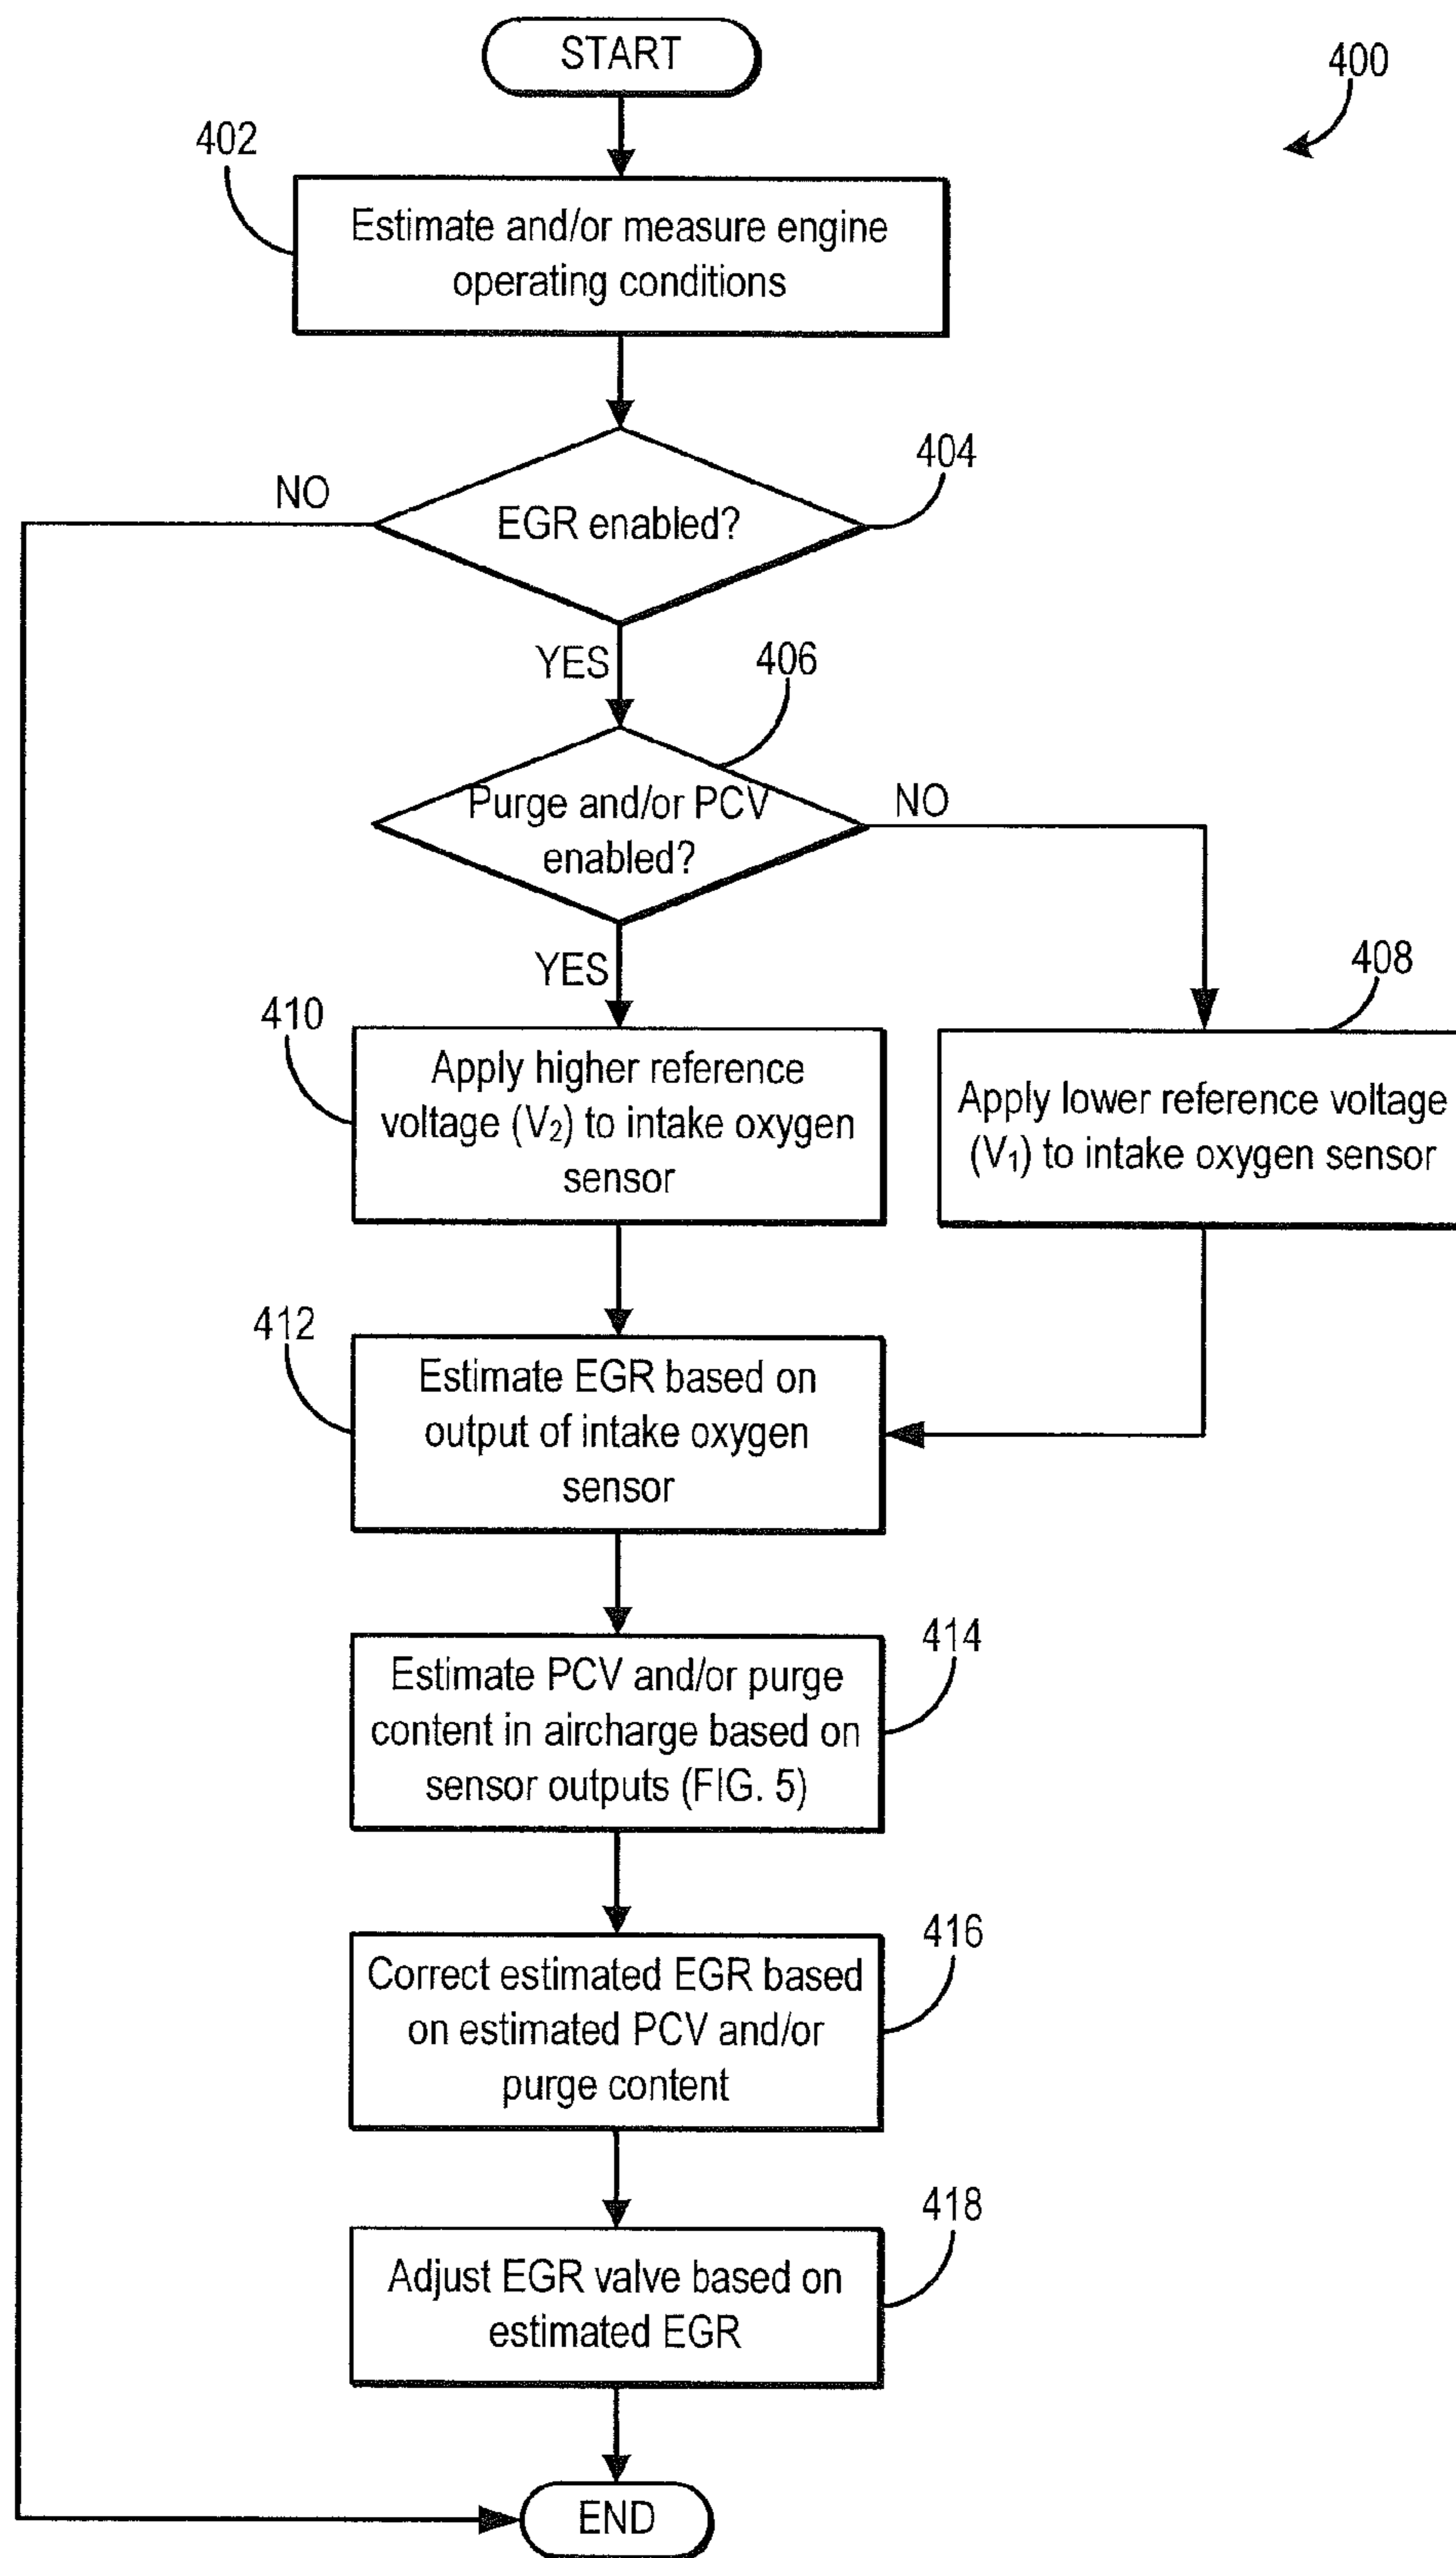 START
400
402
Estimate and/or measure engine
operating conditions
404
NO
EGR enabled?
YES
406
Purge and/or PCV
enabled?
NO
YES
408
410
Apply higher reference
voltage (V₂) to intake oxygen
sensor
Apply lower reference voltage
(V₁) to intake oxygen sensor
412
Estimate EGR based on
output of intake oxygen
sensor
414
Estimate PCV and/or purge
content in aircharge based on
sensor outputs (FIG. 5)
416
Correct estimated EGR based
on estimated PCV and/or
purge content
418
Adjust EGR valve based on
estimated EGR
END